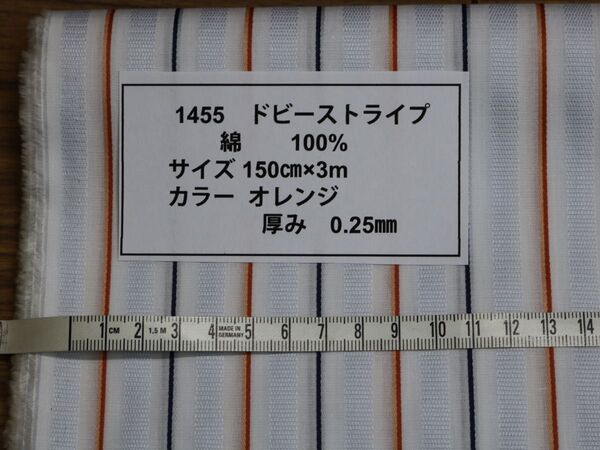 1455 ドビーストライプ
綿 100%
サイズ 150㎝×3m
カラー オレンジ
厚み 0.25㎜
1 CM 2 1.5 M 3 4 MADE IN GERMANY 5 6 7 8 9 10 11 12 13 14